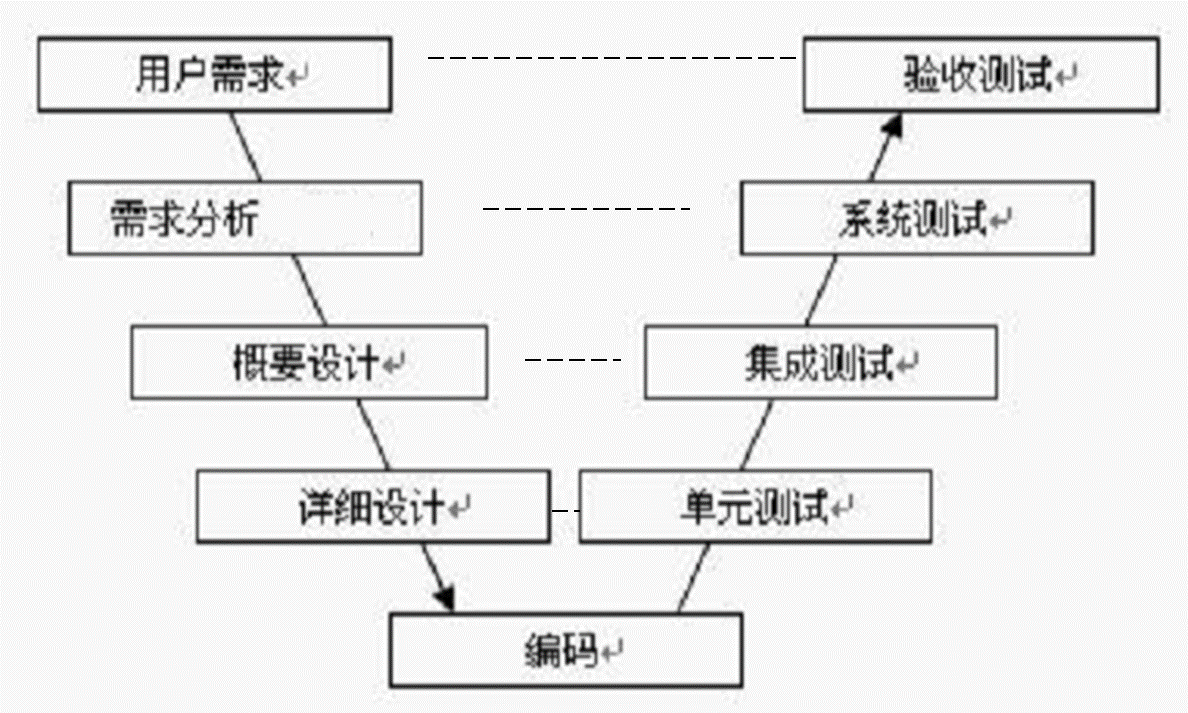 用户需求↵
验收测试↵
需求分析
系统测试↵
概要设计↵
集成测试↵
详细设计↵
单元测试↵
编码↵